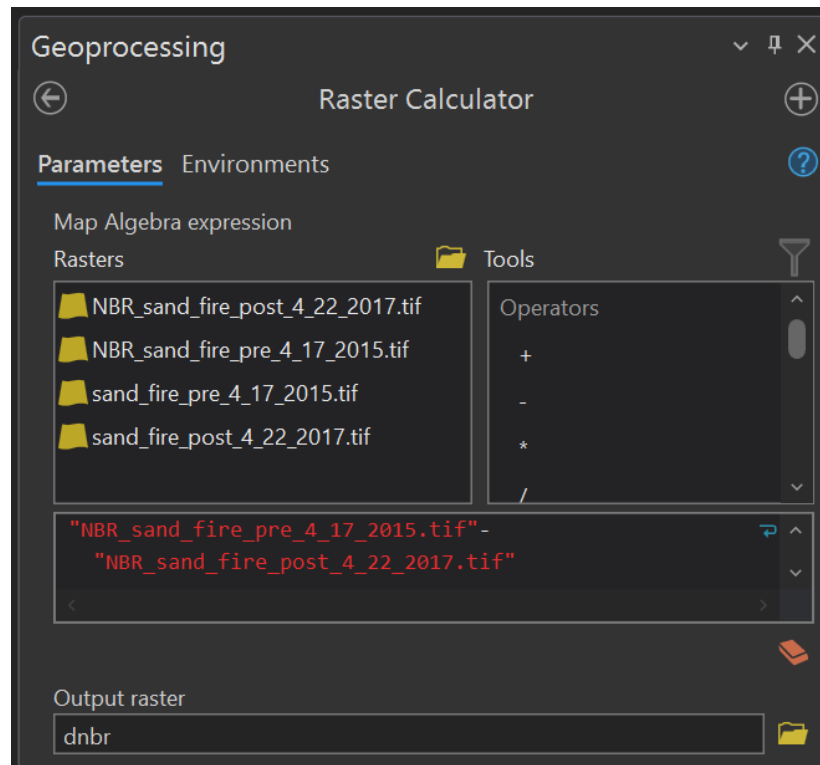 Geoprocessing
Raster Calculator
Parameters Environments
Map Algebra expression
Rasters
Tools
NBR_sand_fire_post_4_22_2017.tif
NBR_sand_fire_pre_4_17_2015.tif
sand_fire_pre_4_17_2015.tif
sand_fire_post_4_22_2017.tif
Operators
+
-
*
/
"NBR_sand_fire_pre_4_17_2015.tif"-
"NBR_sand_fire_post_4_22_2017.tif"
Output raster
dnbr